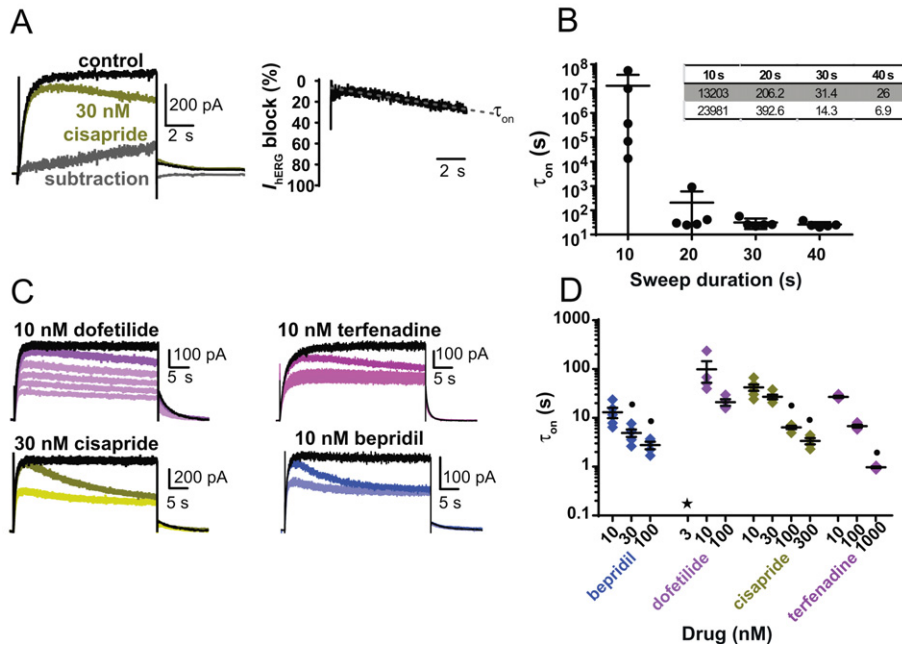 A
control
30 nM
cisapride
subtraction
200 pA
2 s
I hERG block (%)
0
20
40
60
80
100
τon
2 s
B
τon (s)
10^8
10^7
10^6
10^5
10^4
10^3
10^2
10^1
10 20 30 40
Sweep duration (s)
10 s 20 s 30 s 40 s
13203 206.2 31.4 26
23981 392.6 14.3 6.9
C
10 nM dofetilide
100 pA
5 s
10 nM terfenadine
100 pA
5 s
30 nM cisapride
200 pA
5 s
10 nM bepridil
100 pA
5 s
D
τon (s)
1000
100
10
1
0.1
10 30 100 3 10 100 10 30 100 300 10 100 1000
bepridil dofetilide cisapride terfenadine
Drug (nM)